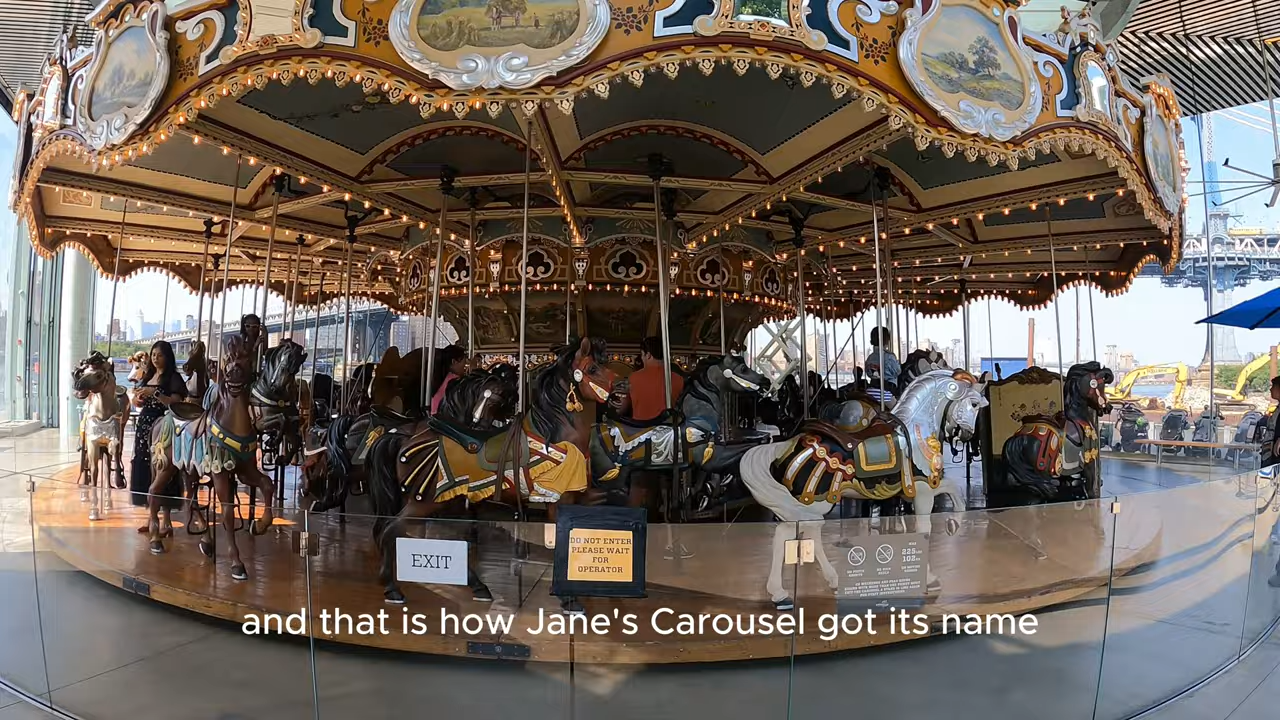 EXIT
DO NOT ENTER
PLEASE WAIT
FOR
OPERATOR
and that is how Jane's Carousel got its name